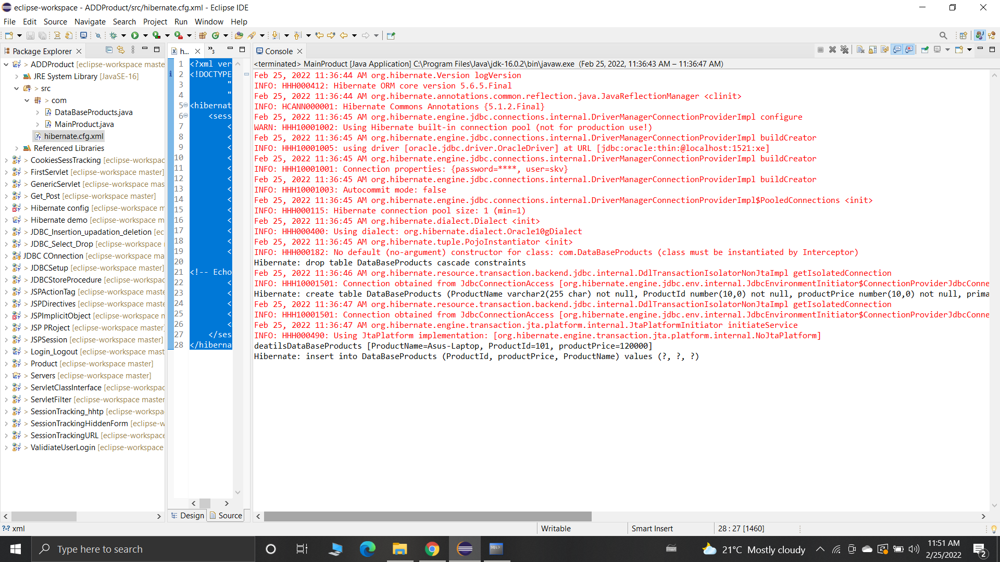 eclipse-workspace - ADDProduct/src/hibernate.cfg.xml - Eclipse IDE
File Edit Source Navigate Search Project Run Window Help
Package Explorer
ADDProduct [eclipse-workspace maste
JRE System Library [JavaSE-16]
> src
> com
DataBaseProducts.java
MainProduct.java
hibernate.cfg.xml
Referenced Libraries
> CookiesSessTracking [eclipse-workspac
> FirstServlet [eclipse-workspace master]
> GenericServlet [eclipse-workspace mas
> Get_Post [eclipse-workspace master]
> Hibernate config [eclipse-workspace m
> Hibernate demo [eclipse-workspace m
> JDBC_Insertion_upadation_deletion [ec
> JDBC_Select_Drop [eclipse-workspace
JDBC COnnection [eclipse-workspace
> JDBCSetup [eclipse-workspace master]
> JDBCStoreProcedure [eclipse-workspac
> JSPActionTag [eclipse-workspace maste
> JSPDirectives [eclipse-workspace maste
> JSPImplicitObject [eclipse-workspace m
> JSP PRoject [eclipse-workspace master]
> JSPSession [eclipse-workspace master]
> Login_Logout [eclipse-workspace mast
> Product [eclipse-workspace master]
> Servers [eclipse-workspace master]
> ServletClassInterface [eclipse-workspac
> ServletFilter [eclipse-workspace master
> SessionTracking_hhtp [eclipse-workspa
> SessionTrackingHiddenForm [eclipse-w
> SessionTrackingURL [eclipse-workspace
> ValidiateUserLogin [eclipse-workspace
h...
3
1 <?xml ver
2 <!DOCTYPE
3 "
4 "
5 <hibernat
6 <sess
7 <
8 <
9 <
10 <
11 <
12 <
13 <
14 <
15 <
16 <
17 <
18 <
19 <
20
21 <!-- Echo
22 <
23 <
24 <
25 <
26 <
27 </ses
28 </hiberna
Design Source
Console
<terminated> MainProduct [Java Application] C:\Program Files\Java\jdk-16.0.2\bin\javaw.exe (Feb 25, 2022, 11:36:43 AM – 11:36:47 AM)
Feb 25, 2022 11:36:44 AM org.hibernate.Version logVersion
INFO: HHH000412: Hibernate ORM core version 5.6.5.Final
Feb 25, 2022 11:36:44 AM org.hibernate.annotations.common.reflection.java.JavaReflectionManager <clinit>
INFO: HCANN000001: Hibernate Commons Annotations {5.1.2.Final}
Feb 25, 2022 11:36:45 AM org.hibernate.engine.jdbc.connections.internal.DriverManagerConnectionProviderImpl configure
WARN: HHH10001002: Using Hibernate built-in connection pool (not for production use!)
Feb 25, 2022 11:36:45 AM org.hibernate.engine.jdbc.connections.internal.DriverManagerConnectionProviderImpl buildCreator
INFO: HHH10001005: using driver [oracle.jdbc.driver.OracleDriver] at URL [jdbc:oracle:thin:@localhost:1521:xe]
Feb 25, 2022 11:36:45 AM org.hibernate.engine.jdbc.connections.internal.DriverManagerConnectionProviderImpl buildCreator
INFO: HHH10001001: Connection properties: {password=****, user=skv}
Feb 25, 2022 11:36:45 AM org.hibernate.engine.jdbc.connections.internal.DriverManagerConnectionProviderImpl buildCreator
INFO: HHH10001003: Autocommit mode: false
Feb 25, 2022 11:36:45 AM org.hibernate.engine.jdbc.connections.internal.DriverManagerConnectionProviderImpl$PooledConnections <init>
INFO: HHH000115: Hibernate connection pool size: 1 (min=1)
Feb 25, 2022 11:36:45 AM org.hibernate.dialect.Dialect <init>
INFO: HHH000400: Using dialect: org.hibernate.dialect.Oracle10gDialect
Feb 25, 2022 11:36:45 AM org.hibernate.tuple.PojoInstantiator <init>
INFO: HHH000182: No default (no-argument) constructor for class: com.DataBaseProducts (class must be instantiated by Interceptor)
Hibernate: drop table DataBaseProducts cascade constraints
Feb 25, 2022 11:36:46 AM org.hibernate.resource.transaction.backend.jdbc.internal.DdlTransactionIsolatorNonJtaImpl getIsolatedConnection
INFO: HHH10001501: Connection obtained from JdbcConnectionAccess [org.hibernate.engine.jdbc.env.internal.JdbcEnvironmentInitiator$ConnectionProviderJdbcConne
Hibernate: create table DataBaseProducts (ProductName varchar2(255 char) not null, ProductId number(10,0) not null, productPrice number(10,0) not null, prima
Feb 25, 2022 11:36:47 AM org.hibernate.resource.transaction.backend.jdbc.internal.DdlTransactionIsolatorNonJtaImpl getIsolatedConnection
INFO: HHH10001501: Connection obtained from JdbcConnectionAccess [org.hibernate.engine.jdbc.env.internal.JdbcEnvironmentInitiator$ConnectionProviderJdbcConne
Feb 25, 2022 11:36:47 AM org.hibernate.engine.transaction.jta.platform.internal.JtaPlatformInitiator initiateService
INFO: HHH000490: Using JtaPlatform implementation: [org.hibernate.engine.transaction.jta.platform.internal.NoJtaPlatform]
deatilsDataBaseProducts [ProductName=Asus-Laptop, ProductId=101, productPrice=120000]
Hibernate: insert into DataBaseProducts (ProductId, productPrice, ProductName) values (?, ?, ?)
xml Writable Smart Insert 28 : 27 [1460]
Type here to search
SQL>
21°C Mostly cloudy
11:51 AM
2/25/2022
2